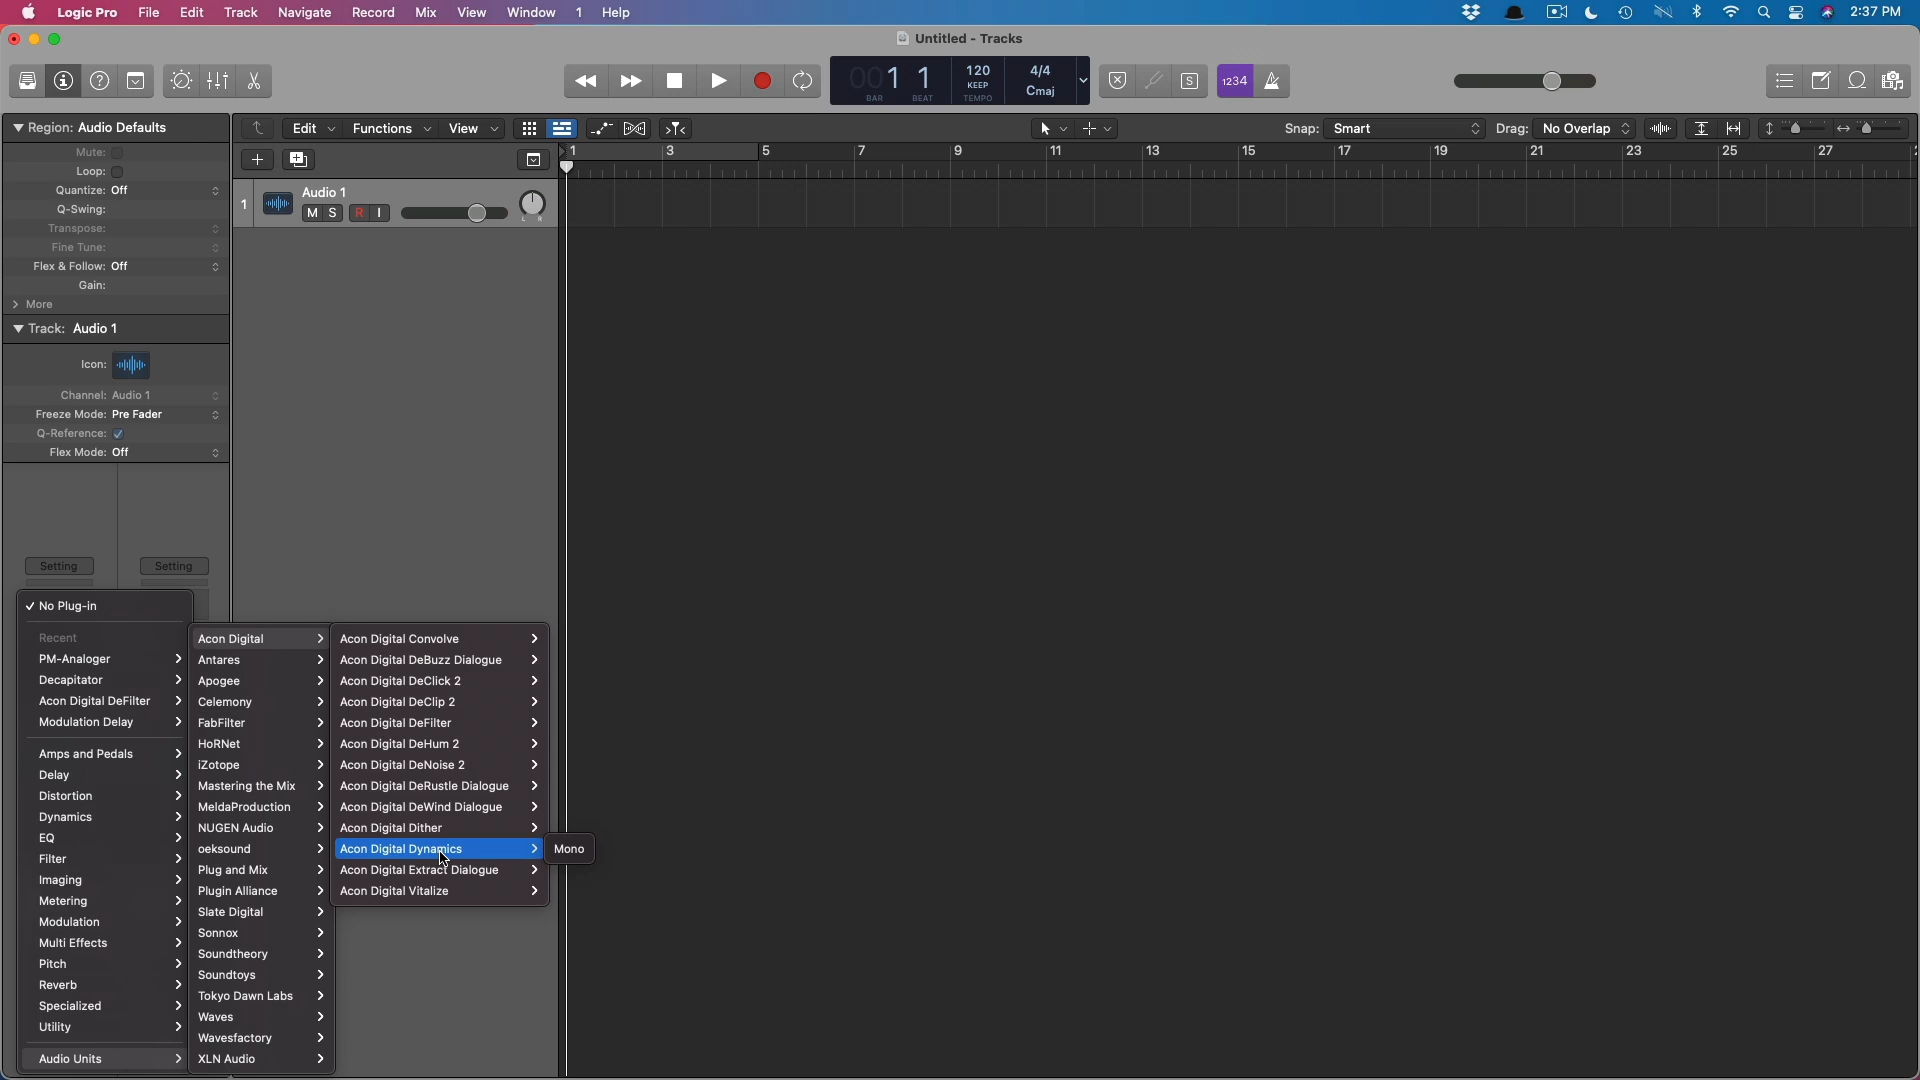 Logic Pro File Edit Track Navigate Record Mix View Window 1 Help 2:37 PM
Untitled - Tracks
001 1 120 KEEP 4/4 Cmaj 1234
BAR BEAT TEMPO
Region: Audio Defaults
Edit Functions View Snap: Smart Drag: No Overlap
Mute:
Loop:
Quantize: Off
Q-Swing:
Transpose:
Fine Tune:
Flex & Follow: Off
Gain:
More
1 3 5 7 9 11 13 15 17 19 21 23 25 27
1 Audio 1
M S R I L R
Track: Audio 1
Icon:
Channel: Audio 1
Freeze Mode: Pre Fader
Q-Reference:
Flex Mode: Off
Setting Setting
No Plug-in
Recent
PM-Analoger
Decapitator
Acon Digital DeFilter
Modulation Delay
Amps and Pedals
Delay
Distortion
Dynamics
EQ
Filter
Imaging
Metering
Modulation
Multi Effects
Pitch
Reverb
Specialized
Utility
Audio Units
Acon Digital
Antares
Apogee
Celemony
FabFilter
HoRNet
iZotope
Mastering the Mix
MeldaProduction
NUGEN Audio
oeksound
Plug and Mix
Plugin Alliance
Slate Digital
Sonnox
Soundtheory
Soundtoys
Tokyo Dawn Labs
Waves
Wavesfactory
XLN Audio
Acon Digital Convolve
Acon Digital DeBuzz Dialogue
Acon Digital DeClick 2
Acon Digital DeClip 2
Acon Digital DeFilter
Acon Digital DeHum 2
Acon Digital DeNoise 2
Acon Digital DeRustle Dialogue
Acon Digital DeWind Dialogue
Acon Digital Dither
Acon Digital Dynamics
Acon Digital Extract Dialogue
Acon Digital Vitalize
Mono